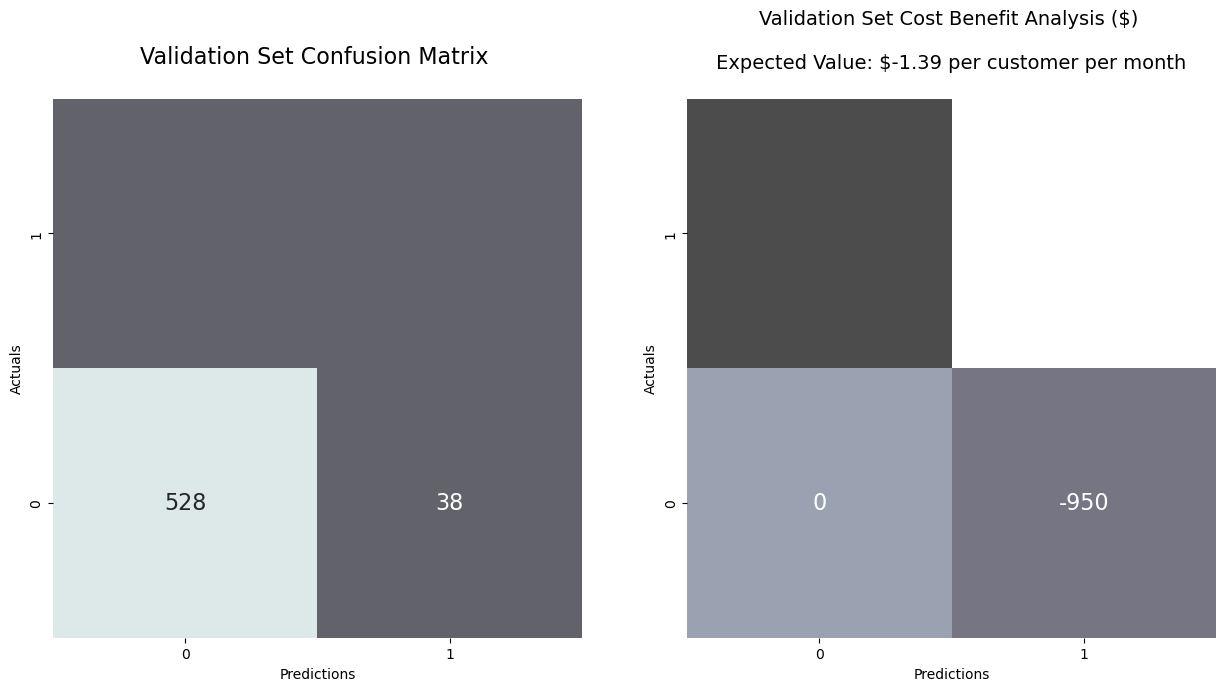 Validation Set Confusion Matrix
1
0
Actuals
528
38
0
1
Predictions
Validation Set Cost Benefit Analysis ($)
Expected Value: $-1.39 per customer per month
1
0
Actuals
0
-950
0
1
Predictions